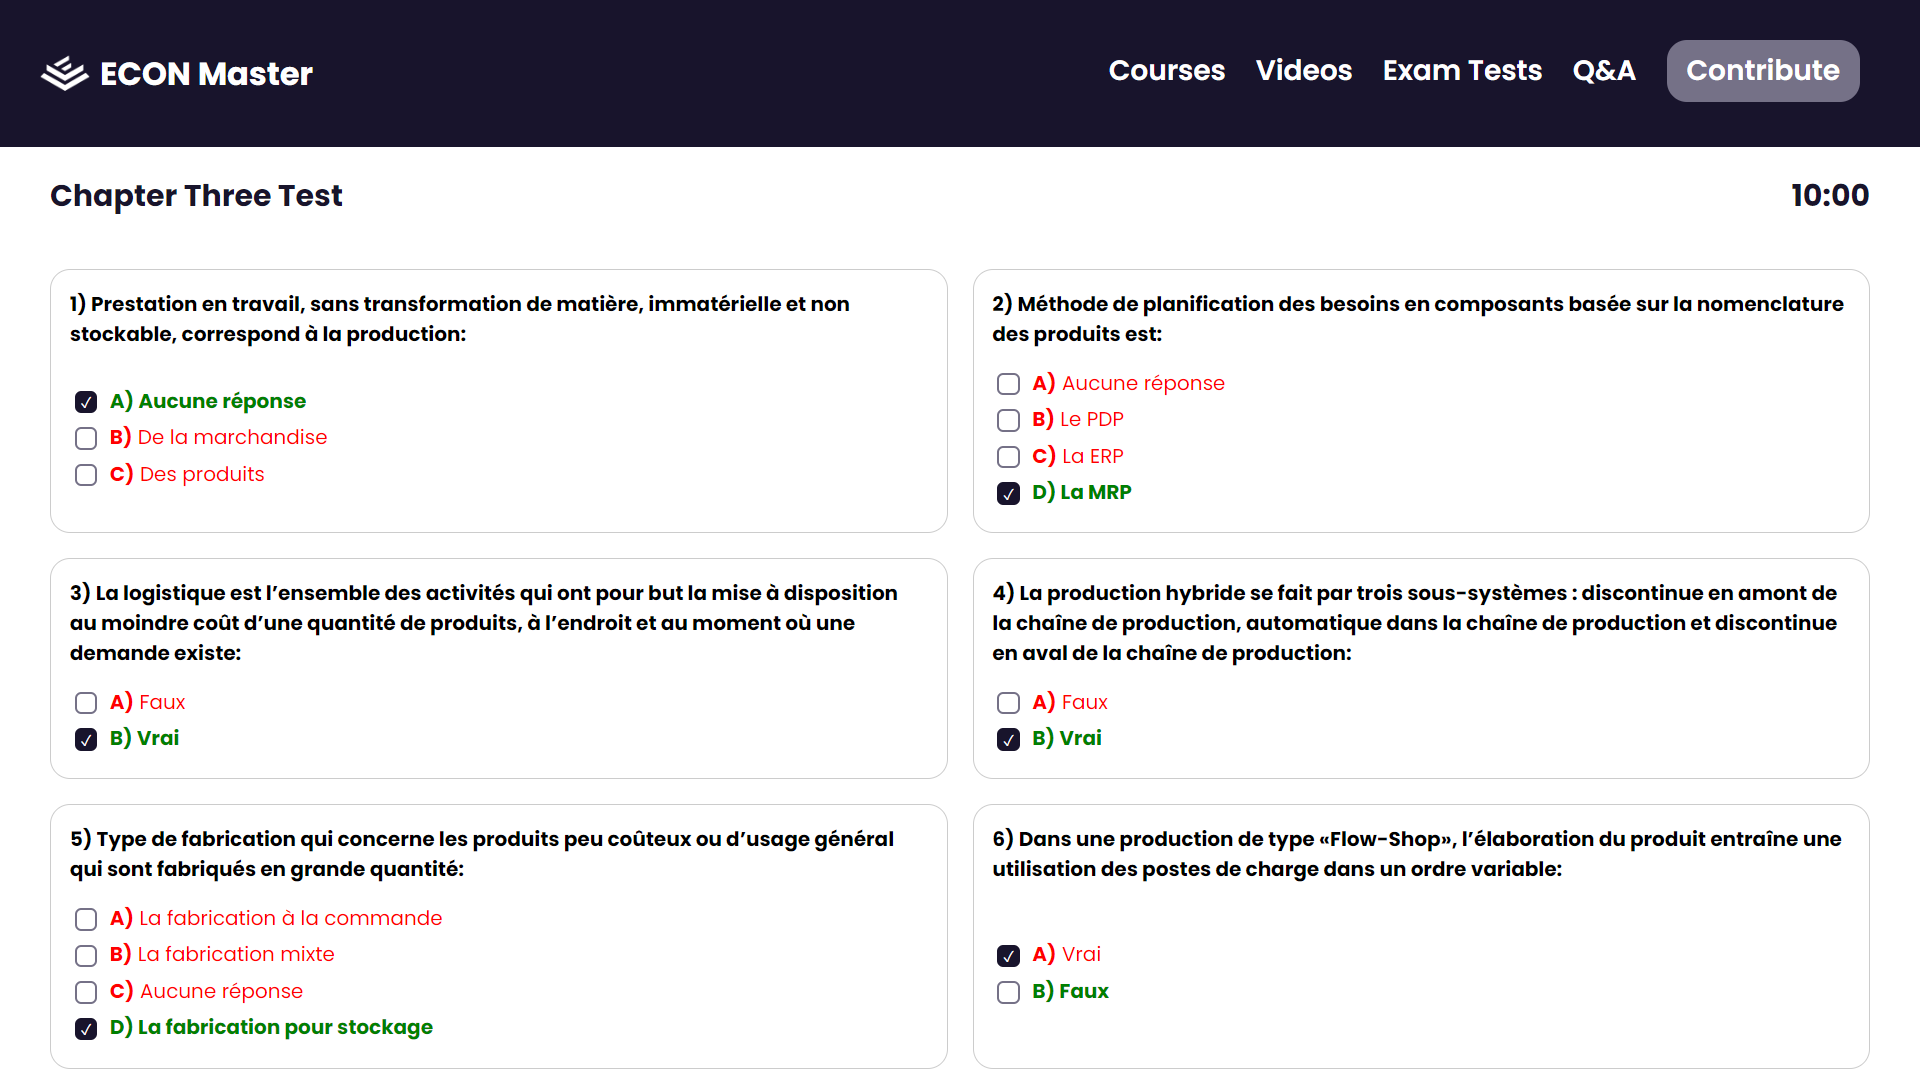 ECON Master
Courses Videos Exam Tests Q&A Contribute
Chapter Three Test
10:00
1) Prestation en travail, sans transformation de matière, immatérielle et non
stockable, correspond à la production:
A) Aucune réponse
B) De la marchandise
C) Des produits
2) Méthode de planification des besoins en composants basée sur la nomenclature
des produits est:
A) Aucune réponse
B) Le PDP
C) La ERP
D) La MRP
3) La logistique est l’ensemble des activités qui ont pour but la mise à disposition
au moindre coût d’une quantité de produits, à l’endroit et au moment où une
demande existe:
A) Faux
B) Vrai
4) La production hybride se fait par trois sous-systèmes : discontinue en amont de
la chaîne de production, automatique dans la chaîne de production et discontinue
en aval de la chaîne de production:
A) Faux
B) Vrai
5) Type de fabrication qui concerne les produits peu coûteux ou d’usage général
qui sont fabriqués en grande quantité:
A) La fabrication à la commande
B) La fabrication mixte
C) Aucune réponse
D) La fabrication pour stockage
6) Dans une production de type «Flow-Shop», l’élaboration du produit entraîne une
utilisation des postes de charge dans un ordre variable:
A) Vrai
B) Faux